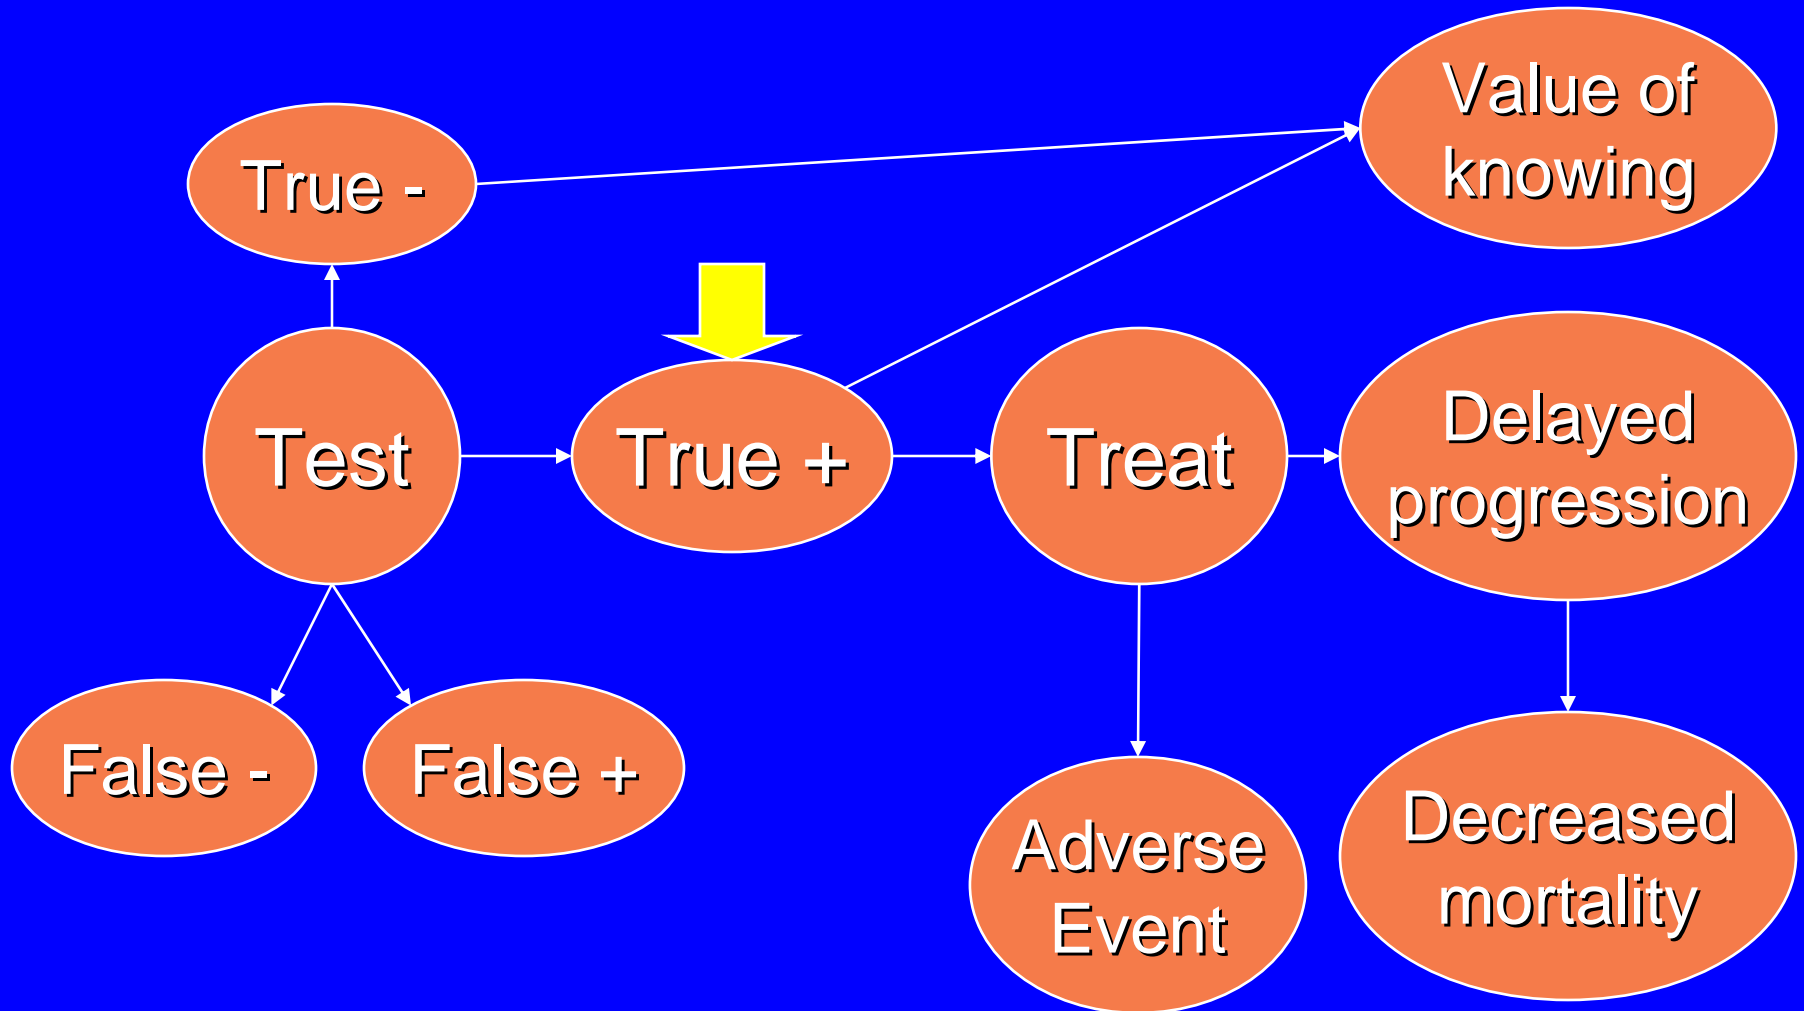 Value of
knowing
True -
Test
True +
Treat
Delayed
progression
False -
False +
Adverse
Event
Decreased
mortality